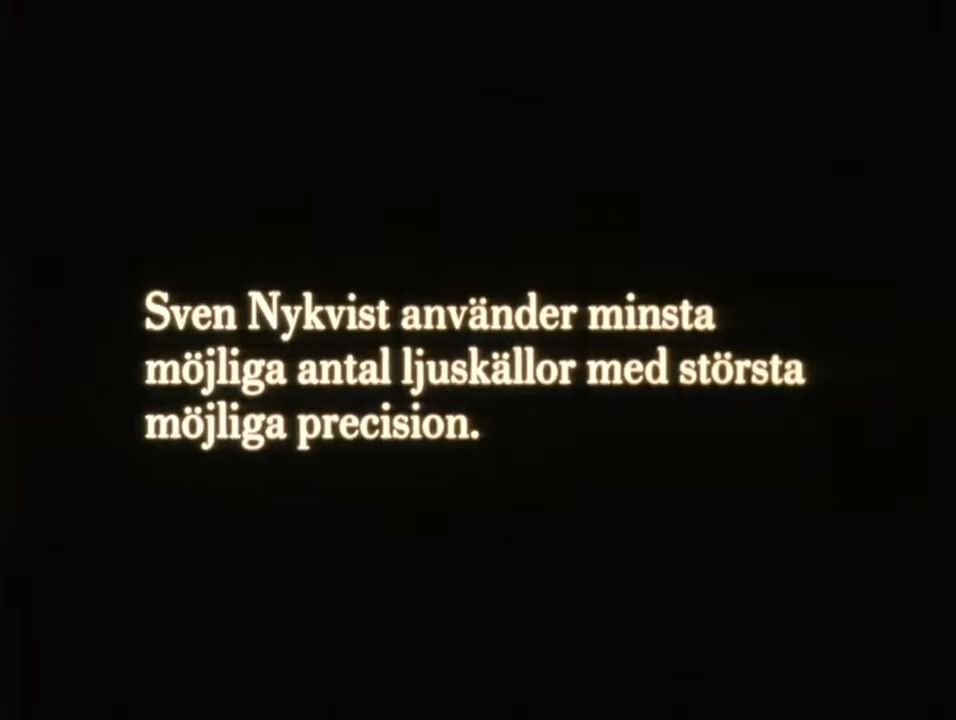 Sven Nykvist använder minsta
möjliga antal ljuskällor med största
möjliga precision.